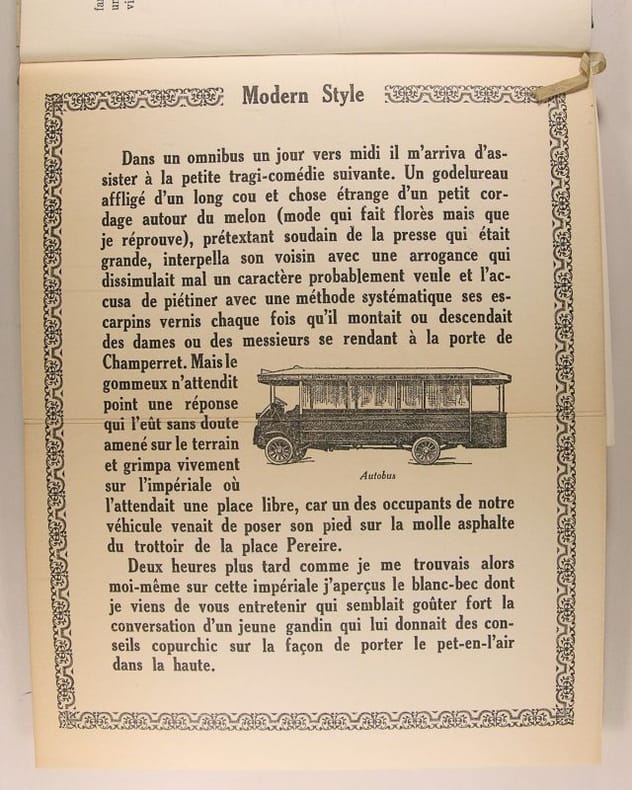 Modern Style
Dans un omnibus un jour vers midi il m'arriva d'as-
sister à la petite tragi-comédie suivante. Un godelureau
affligé d'un long cou et chose étrange d'un petit cor-
dage autour du melon (mode qui fait florès mais que
je réprouve), prétextant soudain de la presse qui était
grande, interpella son voisin avec une arrogance qui
dissimulait mal un caractère probablement veule et l'ac-
cusa de piétiner avec une méthode systématique ses es-
carpins vernis chaque fois qu'il montait ou descendait
des dames ou des messieurs se rendant à la porte de
Champerret. Mais le
gommeux n'attendit
point une réponse
qui l'eût sans doute
amené sur le terrain
et grimpa vivement
sur l'impériale où
Autobus
l'attendait une place libre, car un des occupants de notre
véhicule venait de poser son pied sur la molle asphalte
du trottoir de la place Pereire.
Deux heures plus tard comme je me trouvais alors
moi-même sur cette impériale j'aperçus le blanc-bec dont
je viens de vous entretenir qui semblait goûter fort la
conversation d'un jeune gandin qui lui donnait des con-
seils copurchic sur la façon de porter le pet-en-l'air
dans la haute.